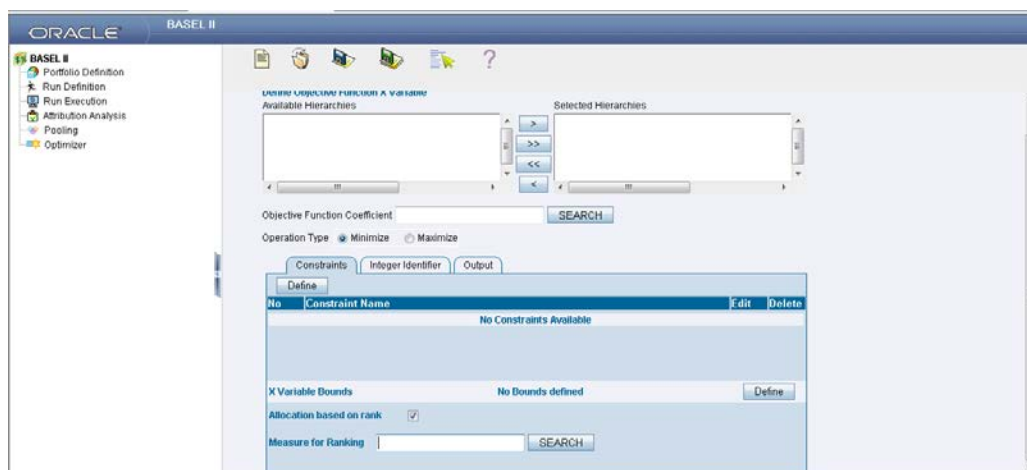 ORACLE
BASEL II
BASEL II
Portfolio Definition
Run Definition
Run Execution
Attribution Analysis
Pooling
Optimizer
?
Define Objective Function X Variable
Available Hierarchies
Selected Hierarchies
>
>>
<<
<
Objective Function Coefficient
SEARCH
Operation Type
Minimize
Maximize
Constraints
Integer Identifier
Output
Define
No
Constraint Name
Edit
Delete
No Constraints Available
X Variable Bounds
No Bounds defined
Define
Allocation based on rank
Measure for Ranking
SEARCH